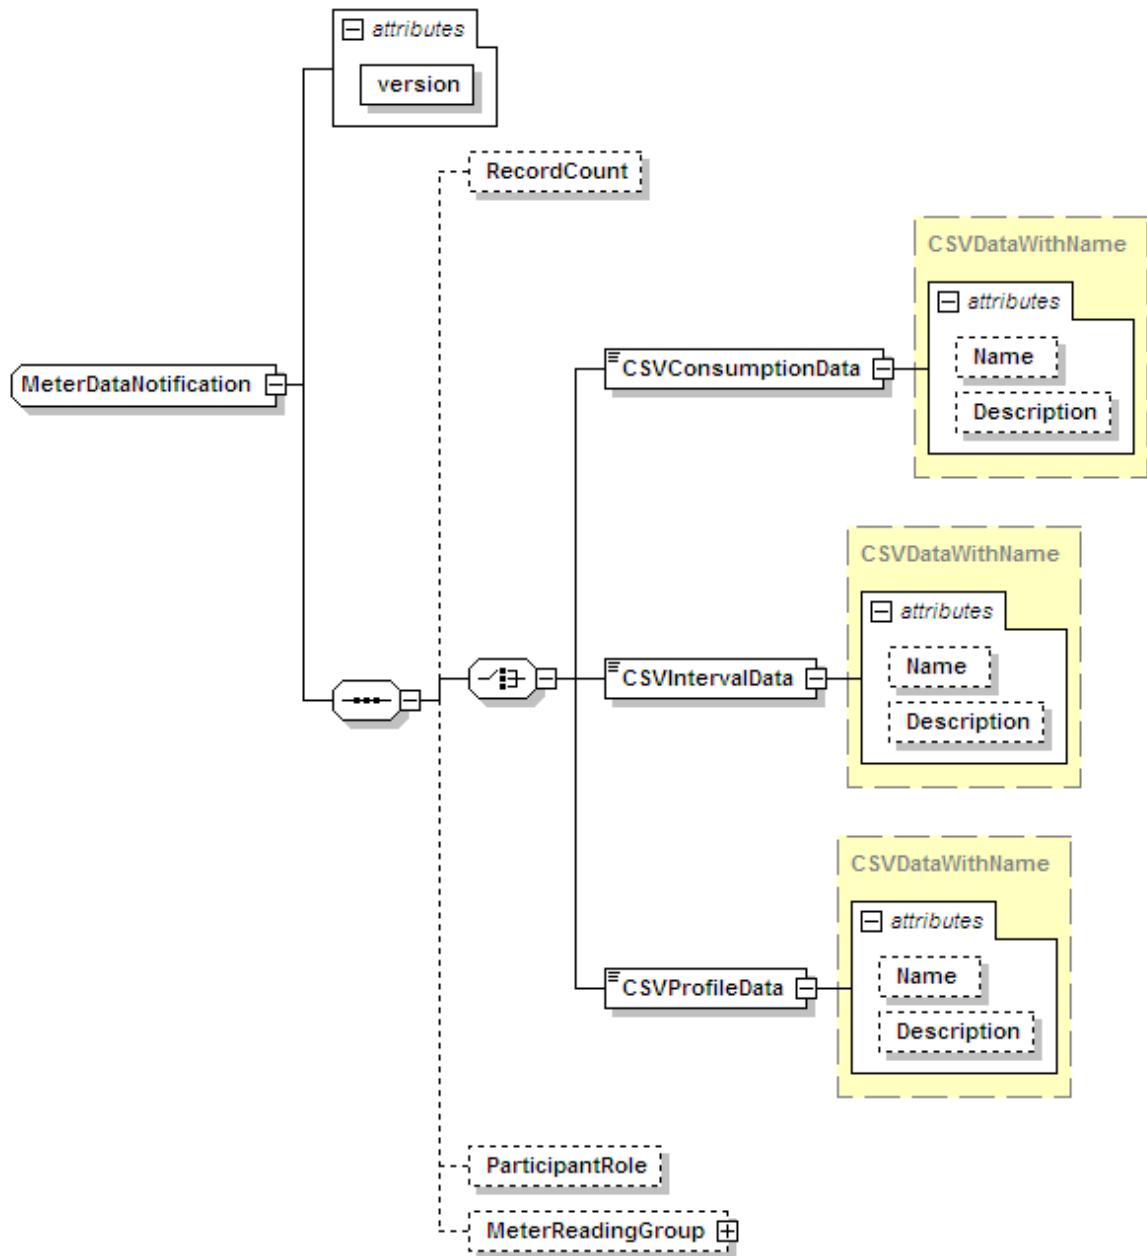 attributes
version
RecordCount
CSVDataWithName
attributes
Name
Description
MeterDataNotification
CSVConsumptionData
CSVDataWithName
attributes
Name
Description
CSVIntervalData
CSVDataWithName
attributes
Name
Description
CSVProfileData
ParticipantRole
MeterReadingGroup